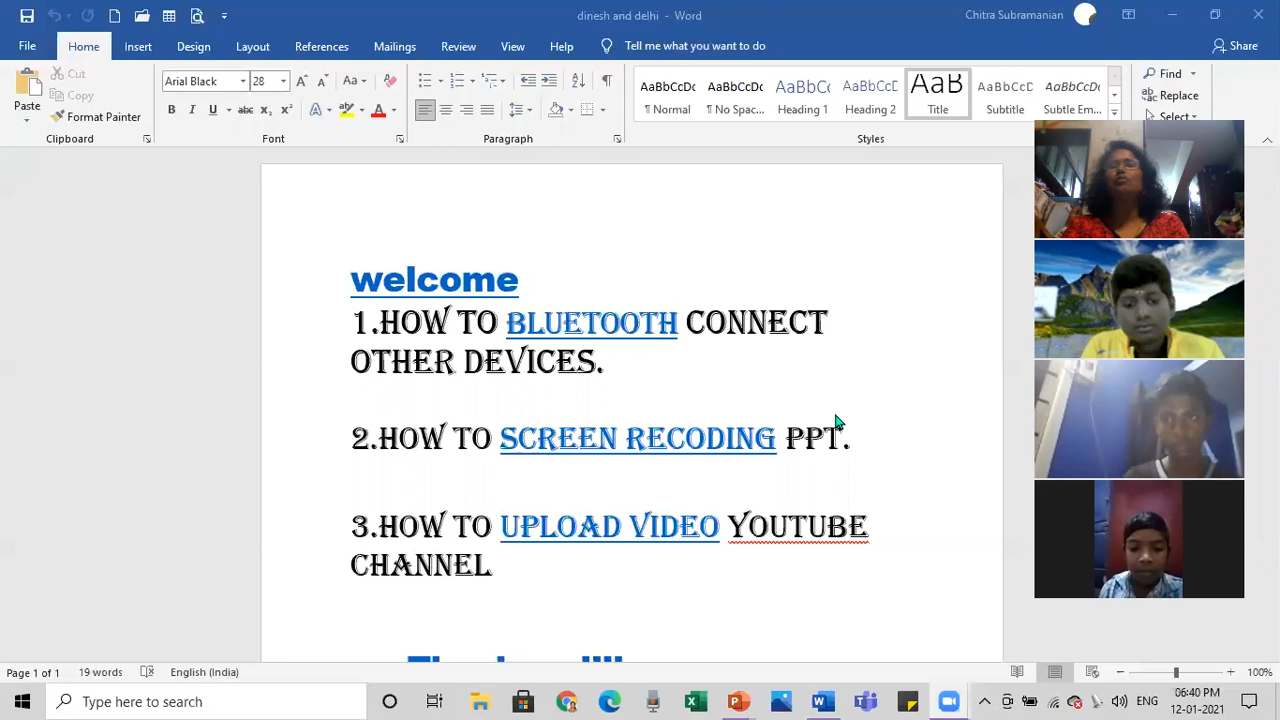 dinesh and delhi - Word
Chitra Subramanian
File Home Insert Design Layout References Mailings Review View Help Tell me what you want to do Share
Paste Cut Copy Format Painter
Clipboard
Arial Black 28
Font
Paragraph
AaBbCcDc ¶ Normal
AaBbCcDc ¶ No Spac...
AaBbC Heading 1
AaBbCcD Heading 2
AaB Title
AaBbCcD Subtitle
AaBbCcDc Subtle Em...
Styles
Find
Replace
Select
welcome
1.HOW TO BLUETOOTH CONNECT
OTHER DEVICES.
2.HOW TO SCREEN RECODING PPT.
3.HOW TO UPLOAD VIDEO YOUTUBE
CHANNEL
Page 1 of 1 19 words English (India) 100%
Type here to search
ENG 06:40 PM
12-01-2021